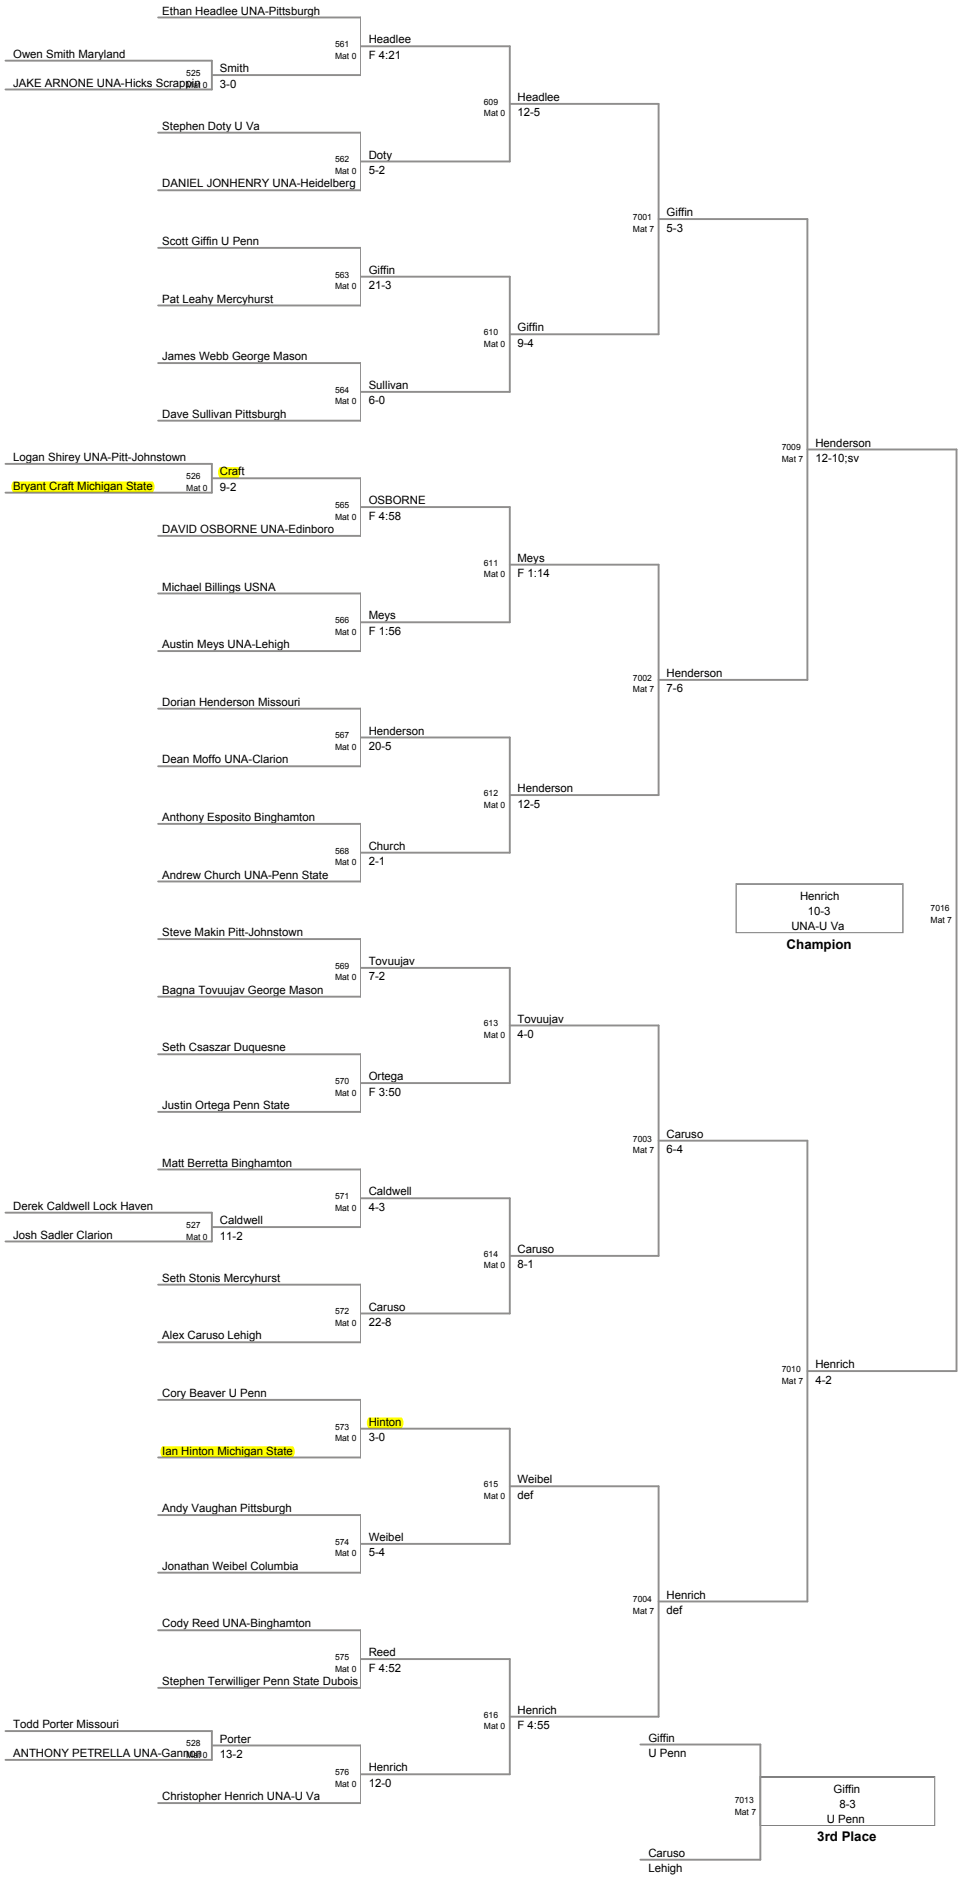 Ethan Headlee UNA-Pittsburgh
561
Mat 0
Headlee
F 4:21
Owen Smith Maryland
525
Mat 0
Smith
3-0
JAKE ARNONE UNA-Hicks Scrappin
609
Mat 0
Headlee
12-5
Stephen Doty U Va
562
Mat 0
Doty
5-2
DANIEL JONHENRY UNA-Heidelberg
7001
Mat 7
Giffin
5-3
Scott Giffin U Penn
563
Mat 0
Giffin
21-3
Pat Leahy Mercyhurst
610
Mat 0
Giffin
9-4
James Webb George Mason
564
Mat 0
Sullivan
6-0
Dave Sullivan Pittsburgh
7009
Mat 7
Henderson
12-10;sv
Logan Shirey UNA-Pitt-Johnstown
526
Mat 0
Craft
9-2
Bryant Craft Michigan State
565
Mat 0
OSBORNE
F 4:58
DAVID OSBORNE UNA-Edinboro
611
Mat 0
Meys
F 1:14
Michael Billings USNA
566
Mat 0
Meys
F 1:56
Austin Meys UNA-Lehigh
7002
Mat 7
Henderson
7-6
Dorian Henderson Missouri
567
Mat 0
Henderson
20-5
Dean Moffo UNA-Clarion
612
Mat 0
Henderson
12-5
Anthony Esposito Binghamton
568
Mat 0
Church
2-1
Andrew Church UNA-Penn State
Henrich
10-3
UNA-U Va
Champion
7016
Mat 7
Steve Makin Pitt-Johnstown
569
Mat 0
Tovuujav
7-2
Bagna Tovuujav George Mason
613
Mat 0
Tovuujav
4-0
Seth Csaszar Duquesne
570
Mat 0
Ortega
F 3:50
Justin Ortega Penn State
7003
Mat 7
Caruso
6-4
Matt Berretta Binghamton
571
Mat 0
Caldwell
4-3
Derek Caldwell Lock Haven
527
Mat 0
Caldwell
11-2
Josh Sadler Clarion
614
Mat 0
Caruso
8-1
Seth Stonis Mercyhurst
572
Mat 0
Caruso
22-8
Alex Caruso Lehigh
7010
Mat 7
Henrich
4-2
Cory Beaver U Penn
573
Mat 0
Hinton
3-0
Ian Hinton Michigan State
615
Mat 0
Weibel
def
Andy Vaughan Pittsburgh
574
Mat 0
Weibel
5-4
Jonathan Weibel Columbia
7004
Mat 7
Henrich
def
Cody Reed UNA-Binghamton
575
Mat 0
Reed
F 4:52
Stephen Terwilliger Penn State Dubois
616
Mat 0
Henrich
F 4:55
Todd Porter Missouri
528
Mat 0
Porter
13-2
ANTHONY PETRELLA UNA-Gannon
576
Mat 0
Henrich
12-0
Christopher Henrich UNA-U Va
Giffin
U Penn
7013
Mat 7
Giffin
8-3
U Penn
3rd Place
Caruso
Lehigh